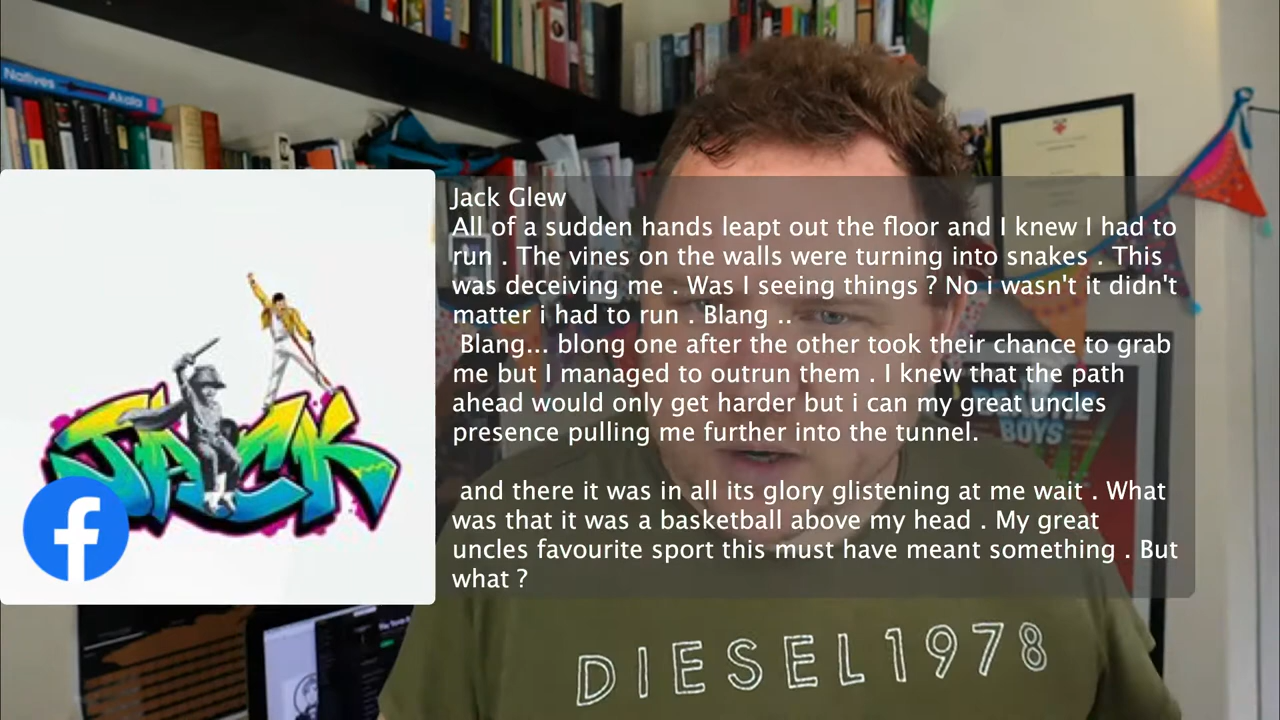 Natives
Akala
Jack Glew
All of a sudden hands leapt out the floor and I knew I had to
run . The vines on the walls were turning into snakes . This
was deceiving me . Was I seeing things ? No i wasn't it didn't
matter i had to run . Blang ..
Blang... blong one after the other took their chance to grab
me but I managed to outrun them . I knew that the path
ahead would only get harder but i can my great uncles
presence pulling me further into the tunnel.
and there it was in all its glory glistening at me wait . What
was that it was a basketball above my head . My great
uncles favourite sport this must have meant something . But
what ?
JACK
f
BOYS
DIESEL1978